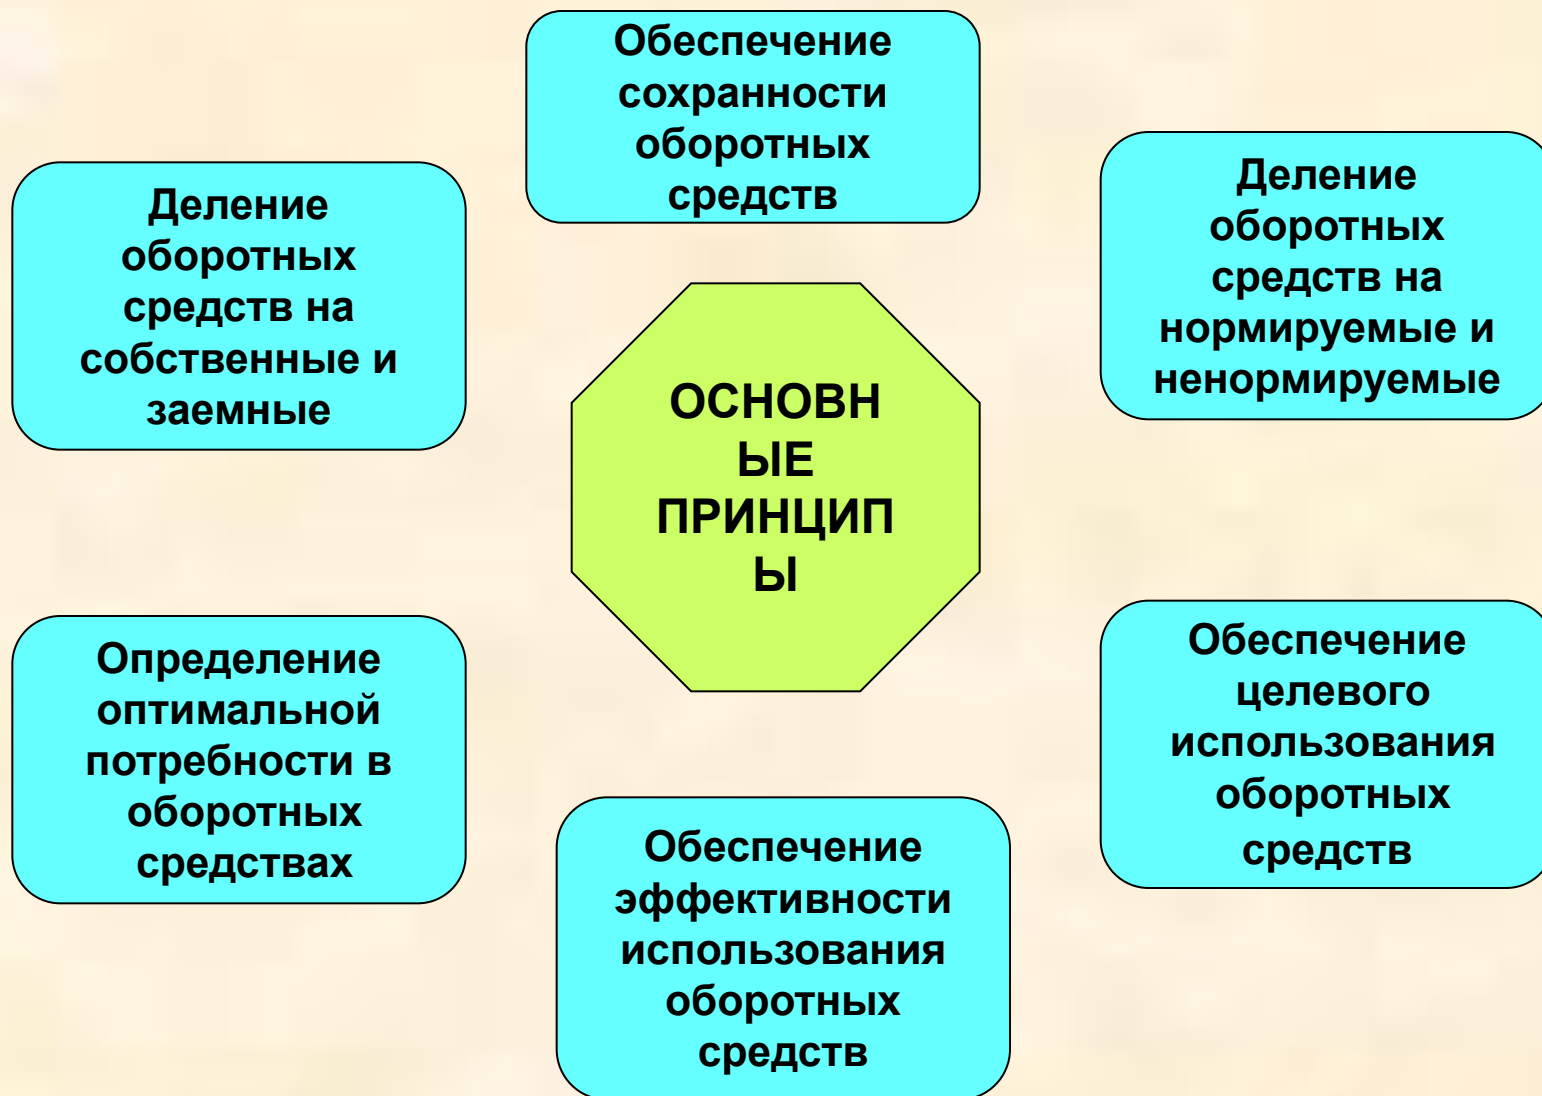 Обеспечение
сохранности
оборотных
средств
Деление
оборотных
средств на
собственные и
заемные
Деление
оборотных
средств на
нормируемые и
ненормируемые
ОСНОВН
ЫЕ
ПРИНЦИП
Ы
Определение
оптимальной
потребности в
оборотных
средствах
Обеспечение
целевого
использования
оборотных
средств
Обеспечение
эффективности
использования
оборотных
средств